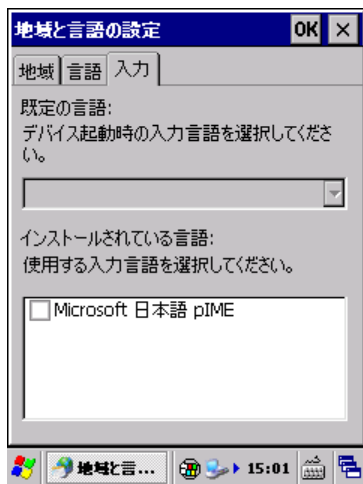 地域と言語の設定 OK ×
地域 言語 入力
既定の言語:
デバイス起動時の入力言語を選択してくださ
い。
インストールされている言語:
使用する入力言語を選択してください。
Microsoft 日本語 pIME
地域と言... 15:01